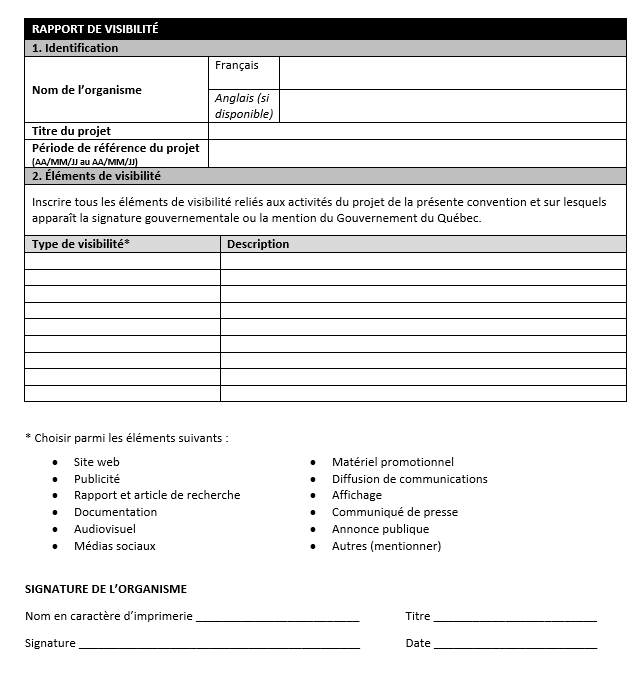 RAPPORT DE VISIBILITÉ
1. Identification
Nom de l'organisme
Français
Anglais (si
disponible)
Titre du projet
Période de référence du projet
(AA/MM/JJ au AA/MM/JJ)
2. Éléments de visibilité
Inscrire tous les éléments de visibilité reliés aux activités du projet de la présente convention et sur lesquels
apparaît la signature gouvernementale ou la mention du Gouvernement du Québec.
Type de visibilité* Description
* Choisir parmi les éléments suivants :
• Site web
• Publicité
• Rapport et article de recherche
• Documentation
• Audiovisuel
• Médias sociaux
• Matériel promotionnel
• Diffusion de communications
• Affichage
• Communiqué de presse
• Annonce publique
• Autres (mentionner)
SIGNATURE DE L'ORGANISME
Nom en caractère d'imprimerie __________________________ Titre __________________________
Signature _____________________________________________ Date __________________________